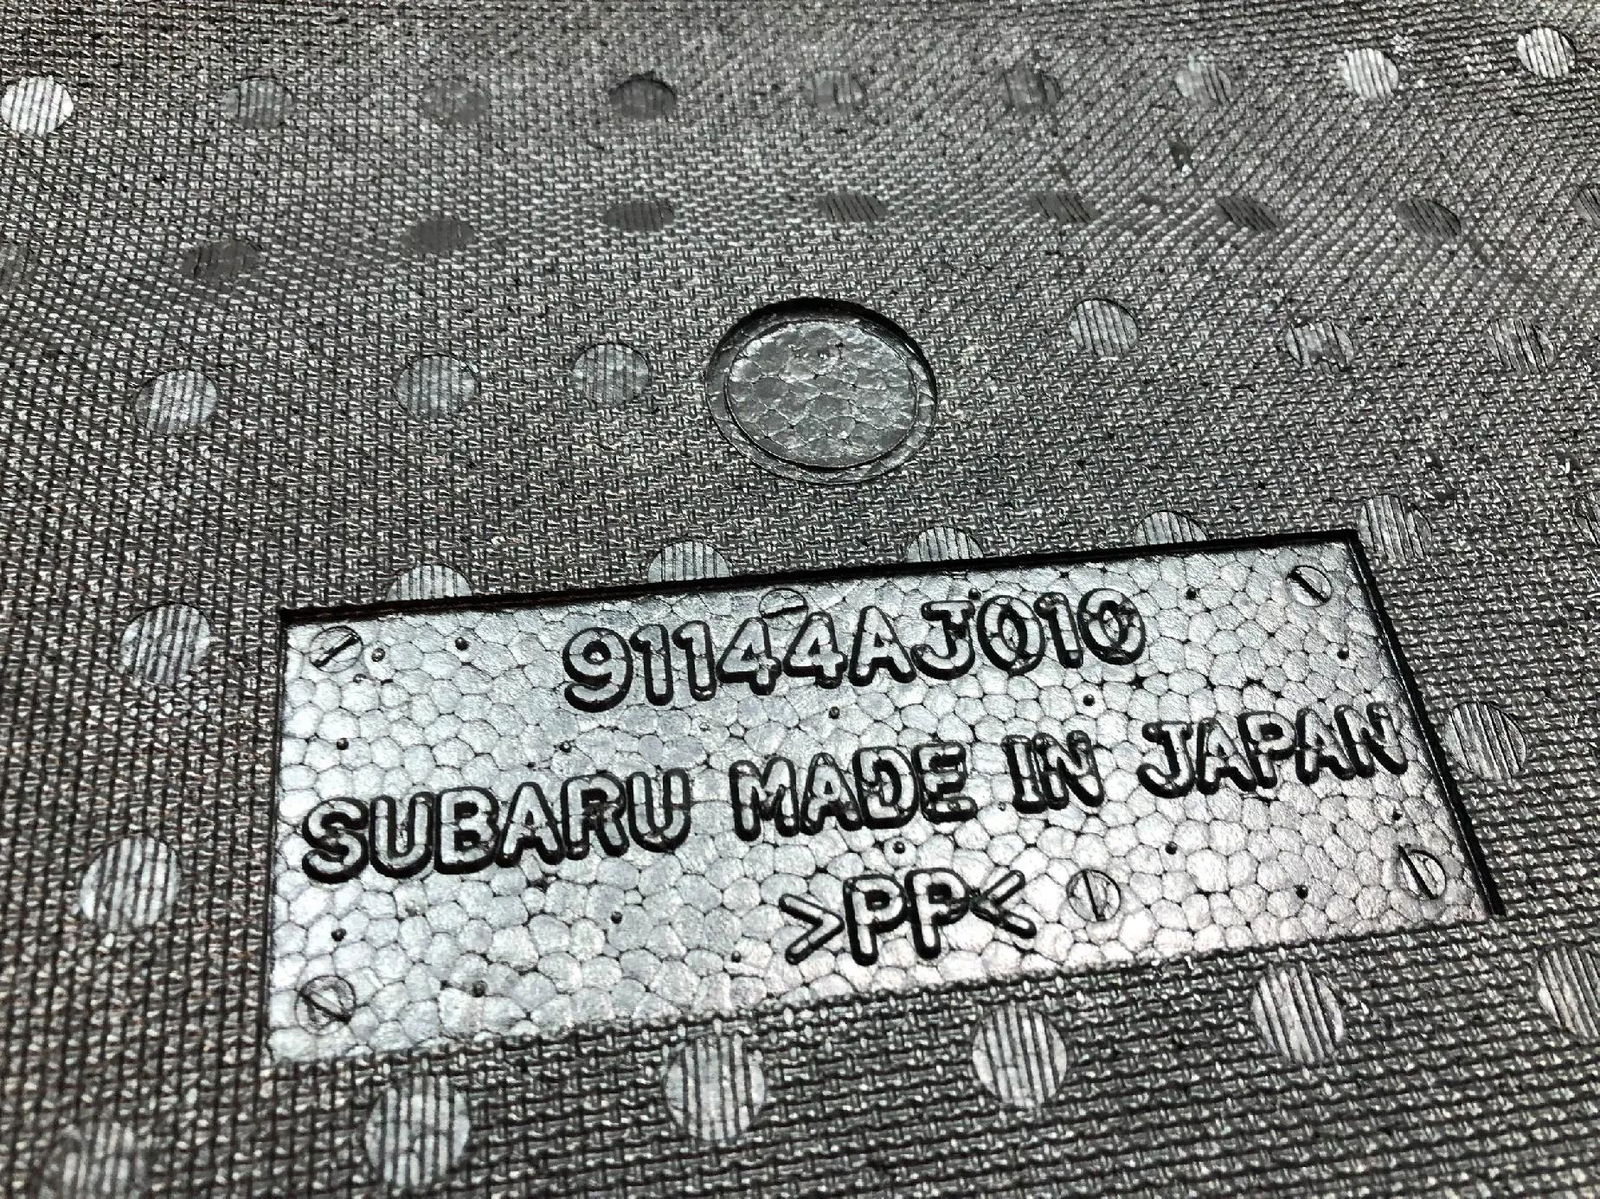 91144AJ010
SUBARU MADE IN JAPAN
>PP<